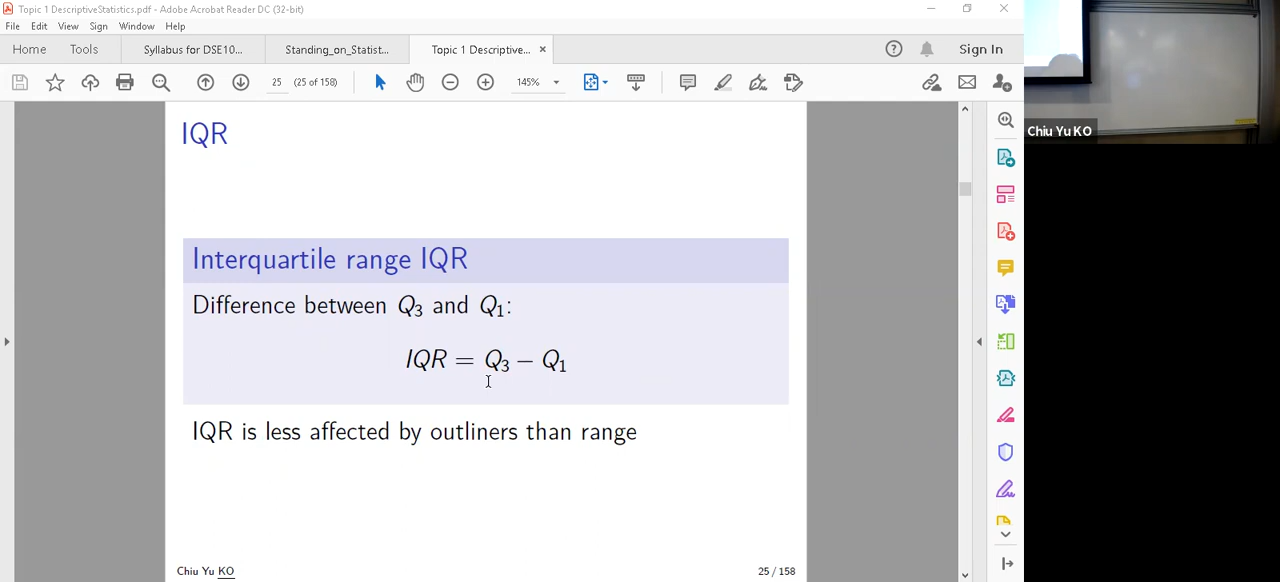 Topic 1 DescriptiveStatistics.pdf - Adobe Acrobat Reader DC (32-bit)
File Edit View Sign Window Help
Home Tools Syllabus for DSE10... Standing_on_Statist... Topic 1 Descriptive... × Sign In
25 (25 of 158) 145%
IQR
Interquartile range IQR
Difference between Q3 and Q1:
IQR = Q3 − Q1
IQR is less affected by outliners than range
Chiu Yu KO 25 / 158
Chiu Yu KO